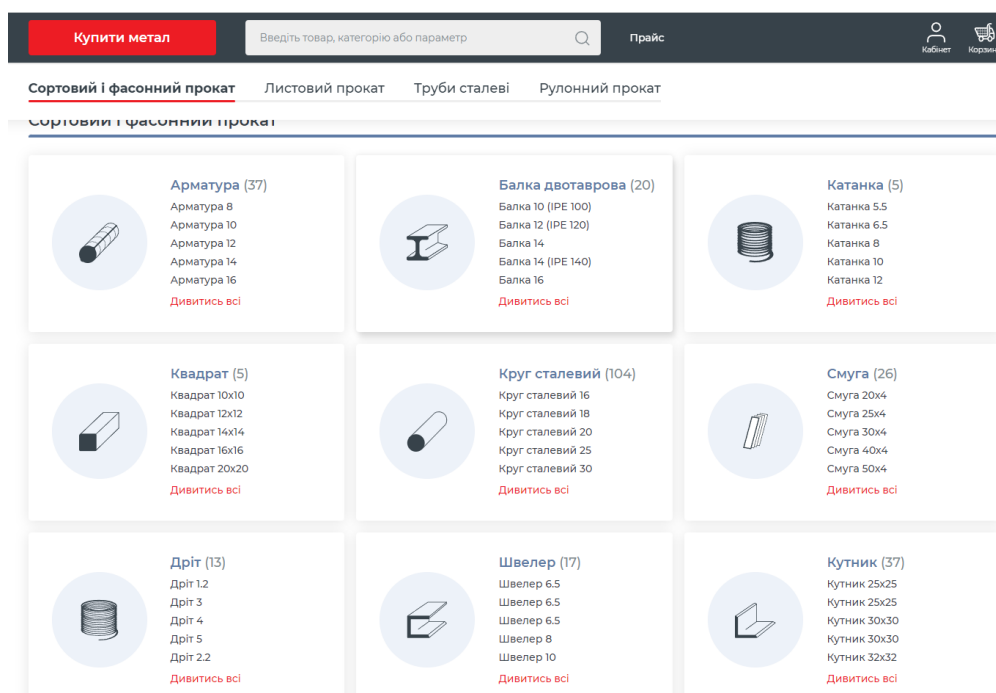 Купити метал
Введіть товар, категорію або параметр
Прайс
Кабінет
Корзин
Сортовий і фасонний прокат
Листовий прокат
Труби сталеві
Рулонний прокат
Сортовий і фасонний прокат
Арматура (37)
Арматура 8
Арматура 10
Арматура 12
Арматура 14
Арматура 16
Дивитись всі
Балка двотаврова (20)
Балка 10 (IPE 100)
Балка 12 (IPE 120)
Балка 14
Балка 14 (IPE 140)
Балка 16
Дивитись всі
Катанка (5)
Катанка 5.5
Катанка 6.5
Катанка 8
Катанка 10
Катанка 12
Дивитись всі
Квадрат (5)
Квадрат 10х10
Квадрат 12х12
Квадрат 14х14
Квадрат 16х16
Квадрат 20х20
Дивитись всі
Круг сталевий (104)
Круг сталевий 16
Круг сталевий 18
Круг сталевий 20
Круг сталевий 25
Круг сталевий 30
Дивитись всі
Смуга (26)
Смуга 20х4
Смуга 25х4
Смуга 30х4
Смуга 40х4
Смуга 50х4
Дивитись всі
Дріт (13)
Дріт 1.2
Дріт 3
Дріт 4
Дріт 5
Дріт 2.2
Дивитись всі
Швелер (17)
Швелер 6.5
Швелер 6.5
Швелер 6.5
Швелер 8
Швелер 10
Дивитись всі
Кутник (37)
Кутник 25х25
Кутник 25х25
Кутник 30х30
Кутник 30х30
Кутник 32х32
Дивитись всі